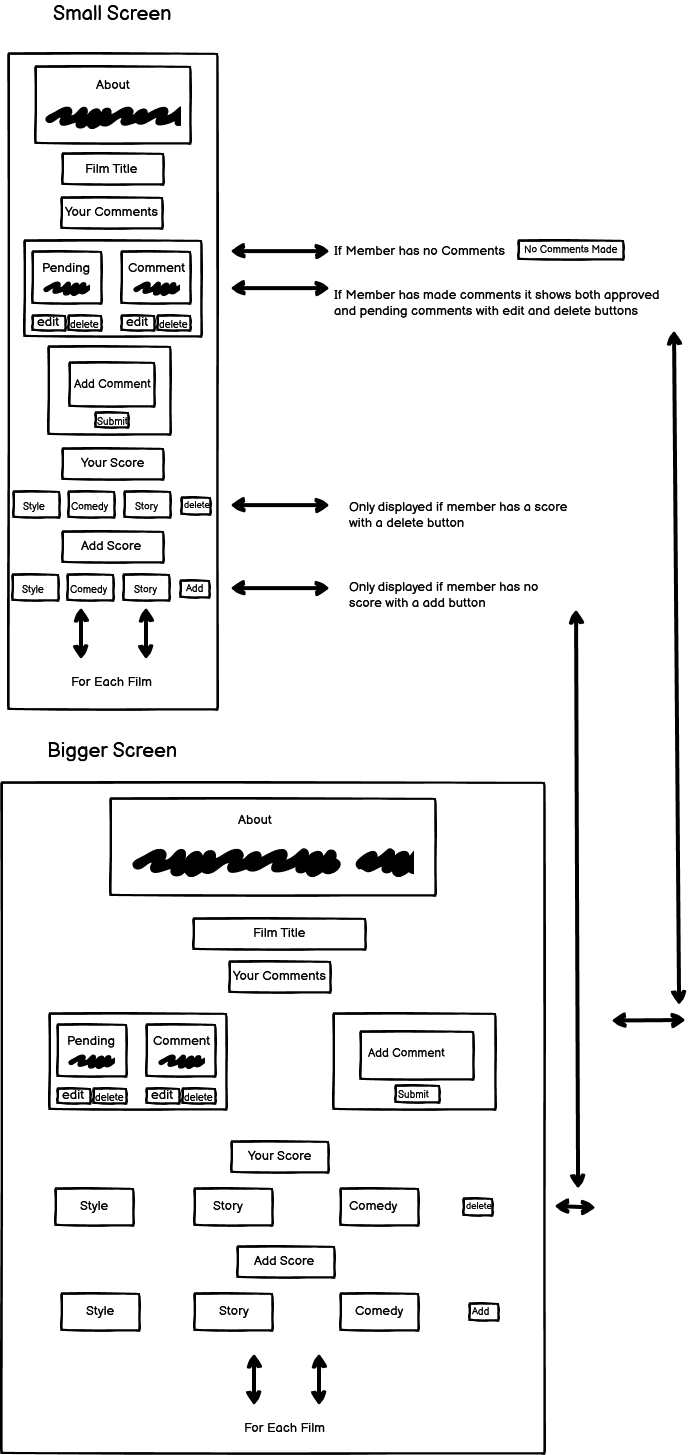 Small Screen
About
Film Title
Your Comments
If Member has no Comments
No Comments Made
Pending
Comment
If Member has made comments it shows both approved
and pending comments with edit and delete buttons
edit
delete
edit
delete
Add Comment
Submit
Your Score
Style
Comedy
Story
delete
Only displayed if member has a score
with a delete button
Add Score
Style
Comedy
Story
Add
Only displayed if member has no
score with a add button
For Each Film
Bigger Screen
About
Film Title
Your Comments
Pending
Comment
edit
delete
edit
delete
Add Comment
Submit
Your Score
Style
Story
Comedy
delete
Add Score
Style
Story
Comedy
Add
For Each Film